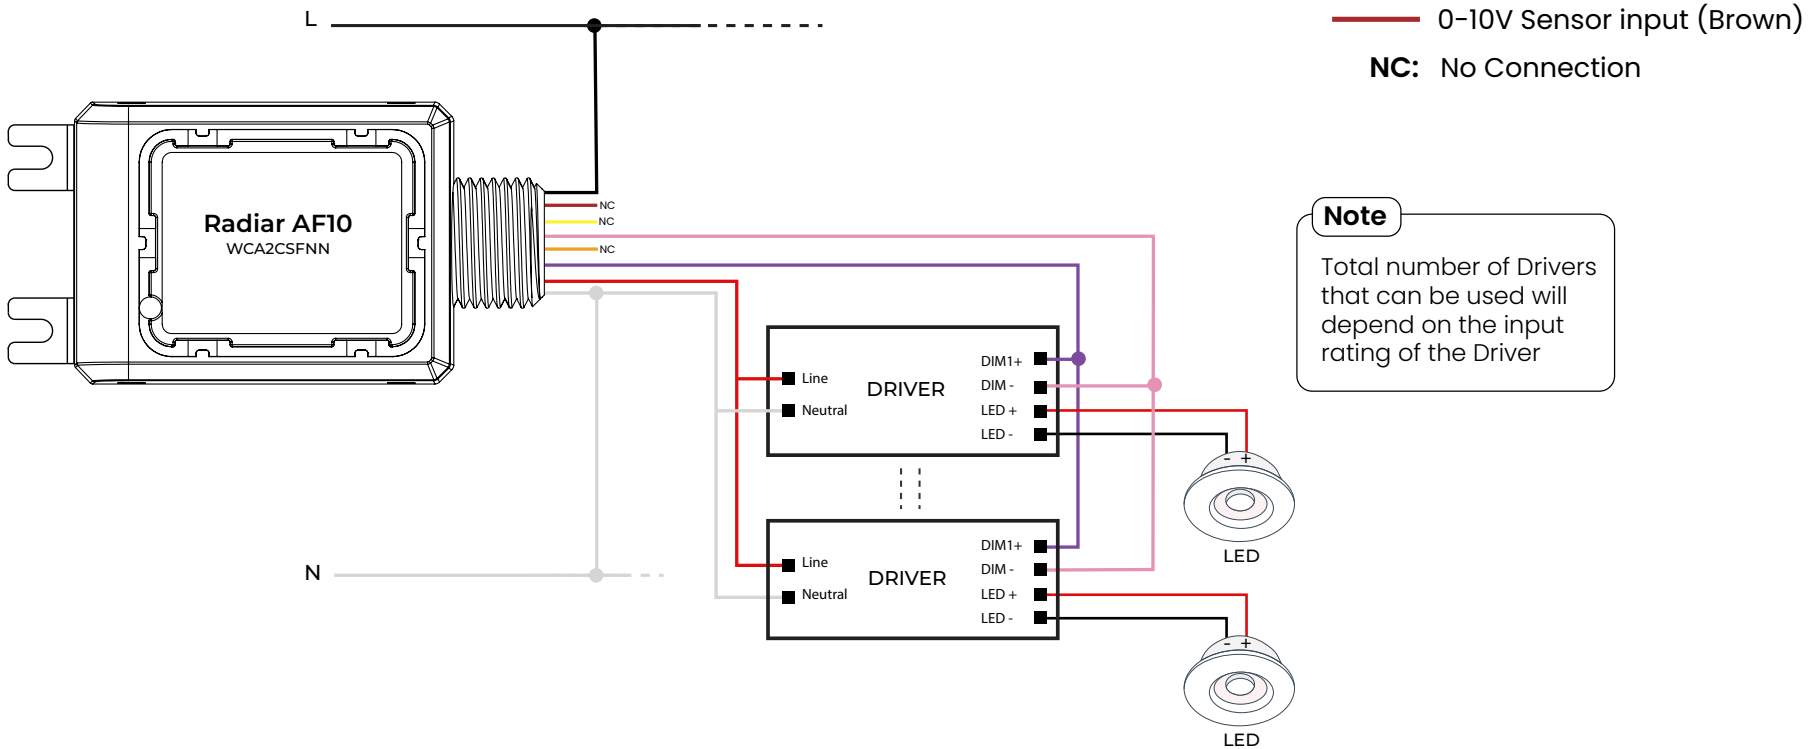 L
0-10V Sensor input (Brown)
NC: No Connection
Radiar AF10
WCA2CSFNN
NC
NC
NC
Note
Total number of Drivers
that can be used will
depend on the input
rating of the Driver
Line
Neutral
DRIVER
DIM1+
DIM -
LED +
LED -
- +
LED
N
Line
Neutral
DRIVER
DIM1+
DIM -
LED +
LED -
- +
LED